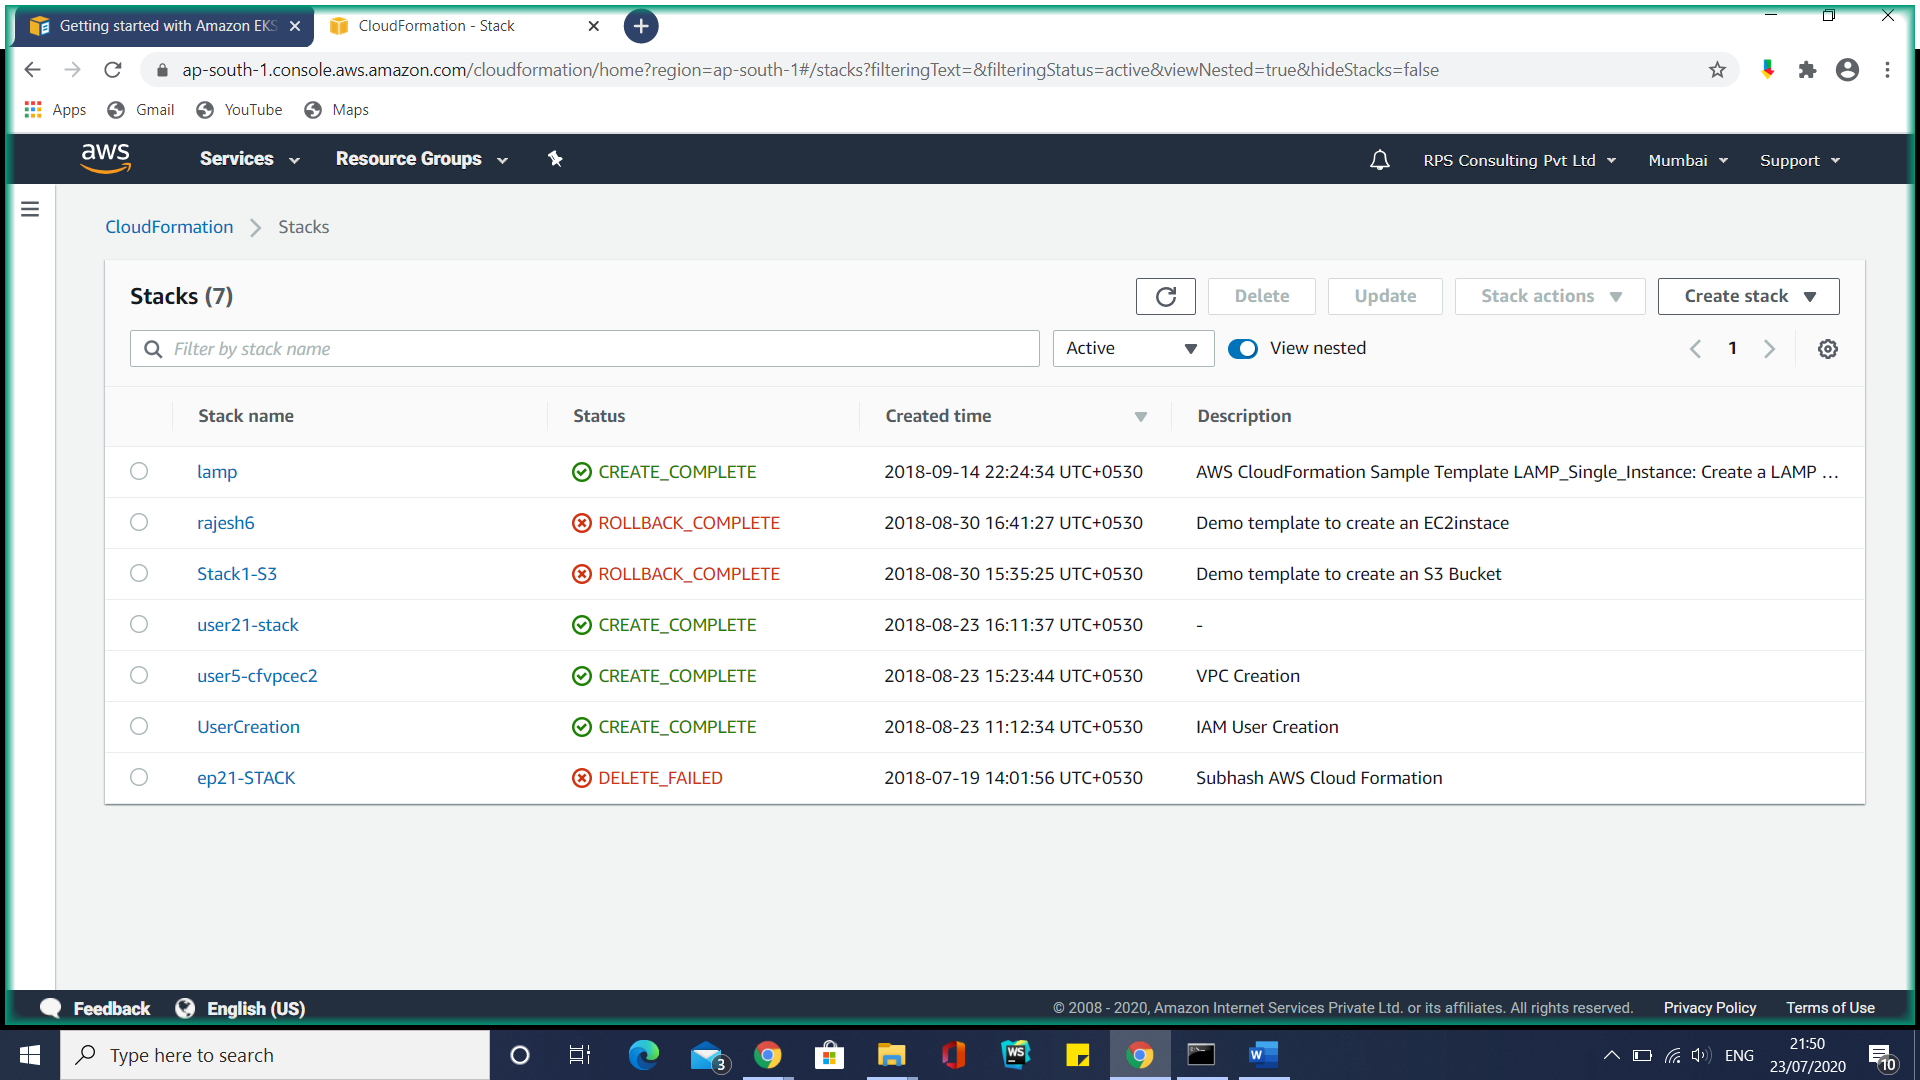 Getting started with Amazon EKS
CloudFormation - Stack
ap-south-1.console.aws.amazon.com/cloudformation/home?region=ap-south-1#/stacks?filteringText=&filteringStatus=active&viewNested=true&hideStacks=false
Apps Gmail YouTube Maps
aws Services Resource Groups RPS Consulting Pvt Ltd Mumbai Support
CloudFormation Stacks
Stacks (7) Delete Update Stack actions Create stack
Filter by stack name Active View nested 1
Stack name Status Created time Description
lamp CREATE_COMPLETE 2018-09-14 22:24:34 UTC+0530 AWS CloudFormation Sample Template LAMP_Single_Instance: Create a LAMP ...
rajesh6 ROLLBACK_COMPLETE 2018-08-30 16:41:27 UTC+0530 Demo template to create an EC2instace
Stack1-S3 ROLLBACK_COMPLETE 2018-08-30 15:35:25 UTC+0530 Demo template to create an S3 Bucket
user21-stack CREATE_COMPLETE 2018-08-23 16:11:37 UTC+0530 -
user5-cfvpcec2 CREATE_COMPLETE 2018-08-23 15:23:44 UTC+0530 VPC Creation
UserCreation CREATE_COMPLETE 2018-08-23 11:12:34 UTC+0530 IAM User Creation
ep21-STACK DELETE_FAILED 2018-07-19 14:01:56 UTC+0530 Subhash AWS Cloud Formation
Feedback English (US) © 2008 - 2020, Amazon Internet Services Private Ltd. or its affiliates. All rights reserved. Privacy Policy Terms of Use
Type here to search 3 WS W ENG 21:50
23/07/2020 10